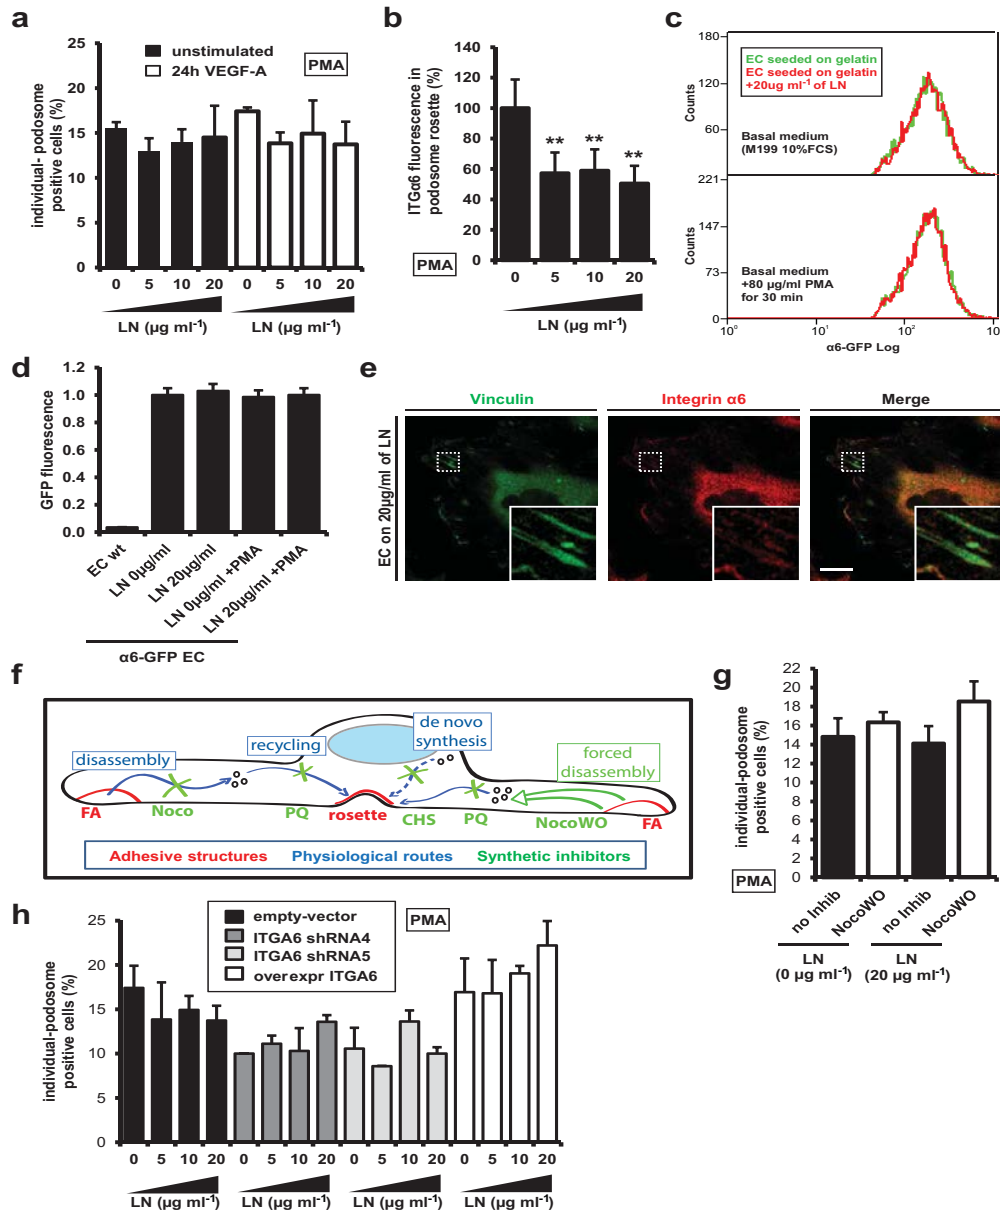 a
individual- podosome
positive cells (%)
25
20
15
10
5
0
unstimulated
24h VEGF-A
PMA
0 5 10 20 0 5 10 20
LN (µg ml-1) LN (µg ml-1)
b
ITGα6 fluorescence in
podosome rosette (%)
140
120
100
80
60
40
20
0
** ** **
PMA
0 5 10 20
LN (µg ml-1)
c
180
120
60
Counts
EC seeded on gelatin
EC seeded on gelatin
+20ug ml-1 of LN
Basal medium
(M199 10%FCS)
221
147
73
0
Counts
Basal medium
+80 µg/ml PMA
for 30 min
10⁰ 10¹ 10² 10
α6-GFP Log
d
GFP fluorescence
1.2
1.0
0.8
0.6
0.4
0.2
0.0
EC wt
LN 0µg/ml
LN 20µg/ml
LN 0µg/ml +PMA
LN 20µg/ml +PMA
α6-GFP EC
e
Vinculin Integrin α6 Merge
EC on 20µg/ml of LN
f
disassembly
recycling
de novo
synthesis
forced
disassembly
FA Noco PQ rosette CHS PQ NocoWO FA
Adhesive structures Physiological routes Synthetic inhibitors
g
individual-podosome
positive cells (%)
22
20
18
16
14
12
10
8
6
4
2
0
PMA
no Inhib
NocoWO
no Inhib
NocoWO
LN LN
(0 µg ml-1) (20 µg ml-1)
h
individual-podosome
positive cells (%)
25
20
15
10
5
0
empty-vector
ITGA6 shRNA4
ITGA6 shRNA5
overexpr ITGA6
PMA
0 5 10 20 0 5 10 20 0 5 10 20 0 5 10 20
LN (µg ml-1) LN (µg ml-1) LN (µg ml-1) LN (µg ml-1)